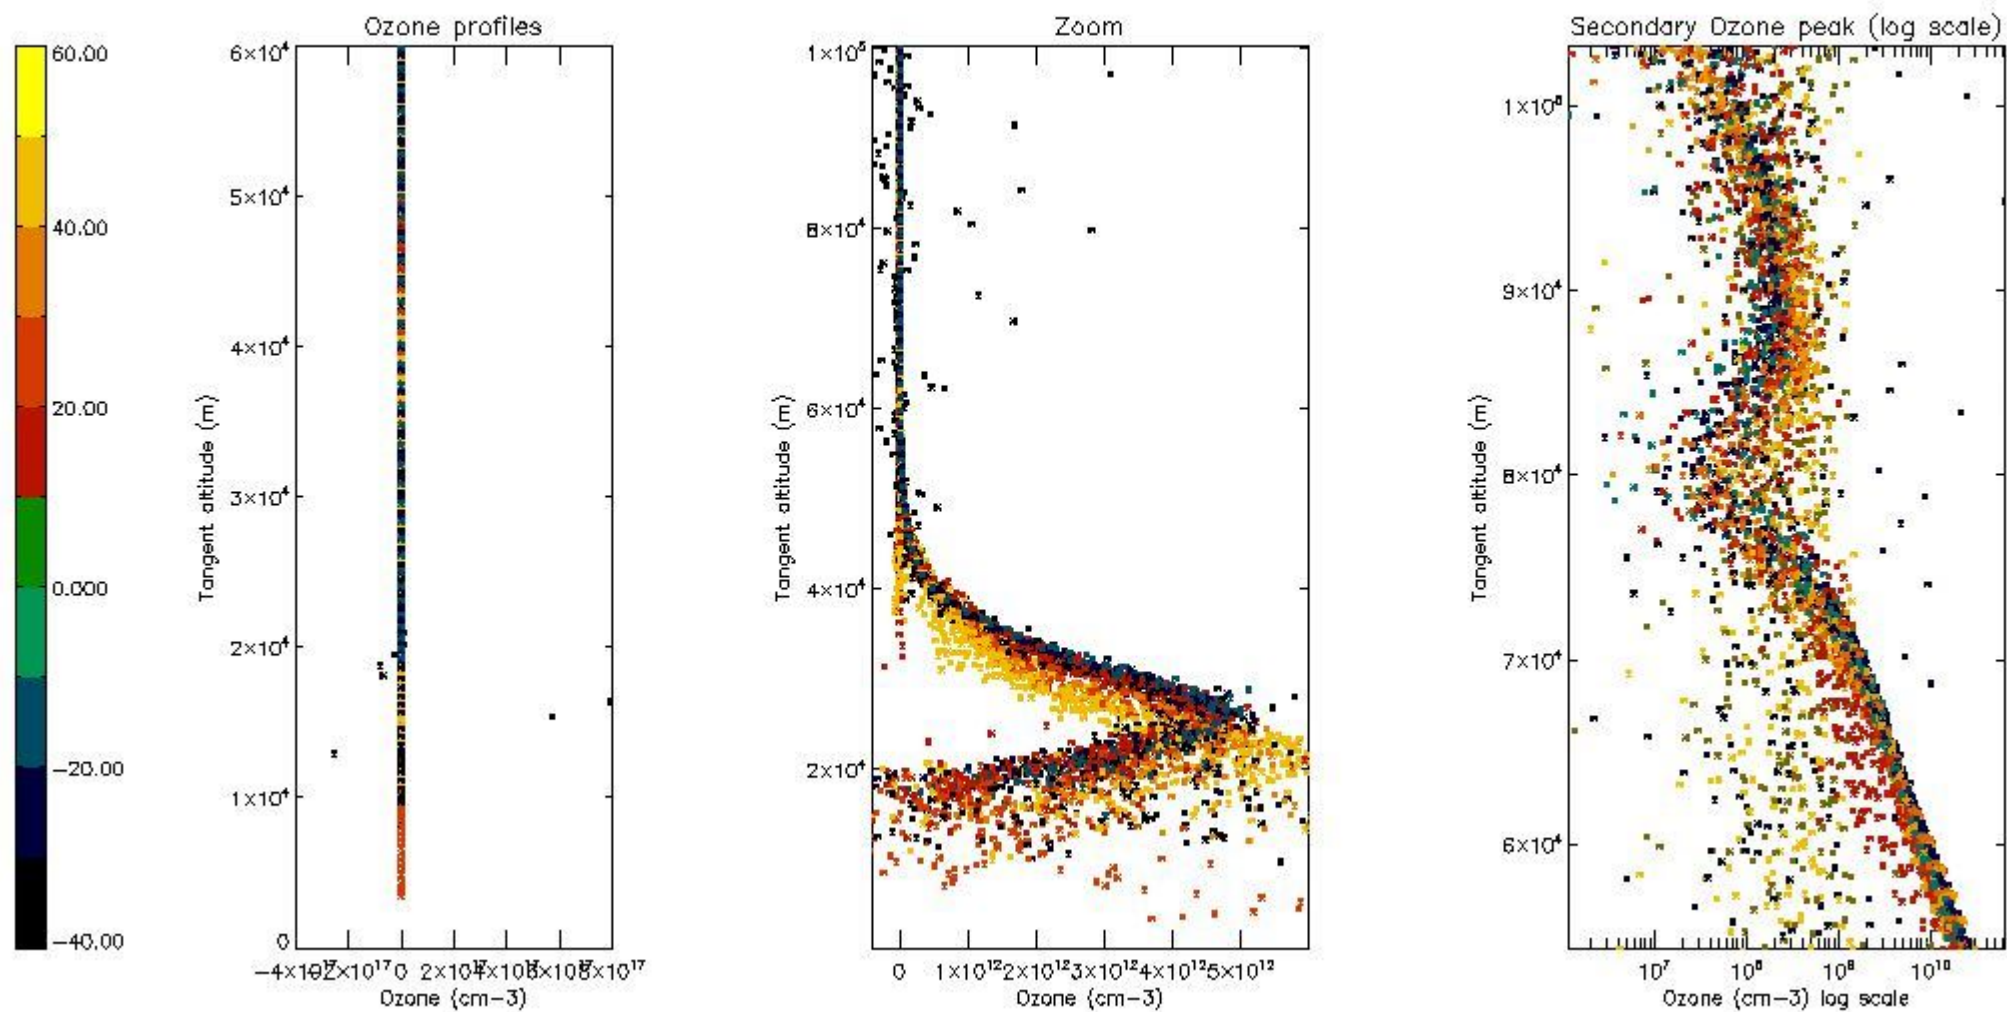 Ozone profiles
Zoom
Secondary Ozone peak (log scale)
60.00
40.00
20.00
0.000
−20.00
−40.00
6×10⁴
5×10⁴
4×10⁴
3×10⁴
2×10⁴
1×10⁴
0
Tangent altitude (m)
0
Ozone (cm−3)
1×10⁵
8×10⁴
6×10⁴
4×10⁴
2×10⁴
Tangent altitude (m)
0 1×10¹² 2×10¹² 3×10¹² 4×10¹² 5×10¹²
Ozone (cm−3)
1×10⁵
9×10⁴
8×10⁴
7×10⁴
6×10⁴
Tangent altitude (m)
10⁷ 10⁸ 10⁹ 10¹⁰
Ozone (cm−3) log scale